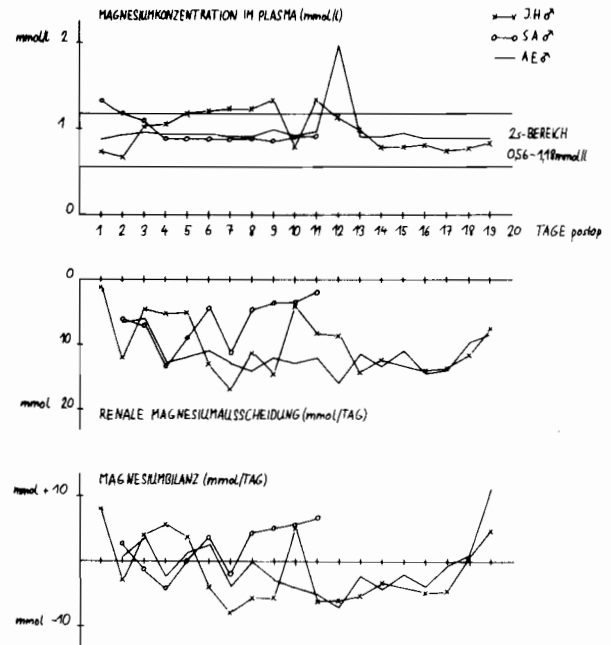 MAGNESIUMKONZENTRATION IM PLASMA (mmol/l)
x—x J.H ♂
o—o S A ♂
— A E ♂
mmol/l 2
1
2s-BEREICH
0,56-1,18mmol/l
0
1 2 3 4 5 6 7 8 9 10 11 12 13 14 15 16 17 18 19 20 TAGE postop
0
10
mmol 20
RENALE MAGNESIUMAUSSCHEIDUNG (mmol/TAG)
MAGNESIUMBILANZ (mmol/TAG)
mmol + 10
mmol -10